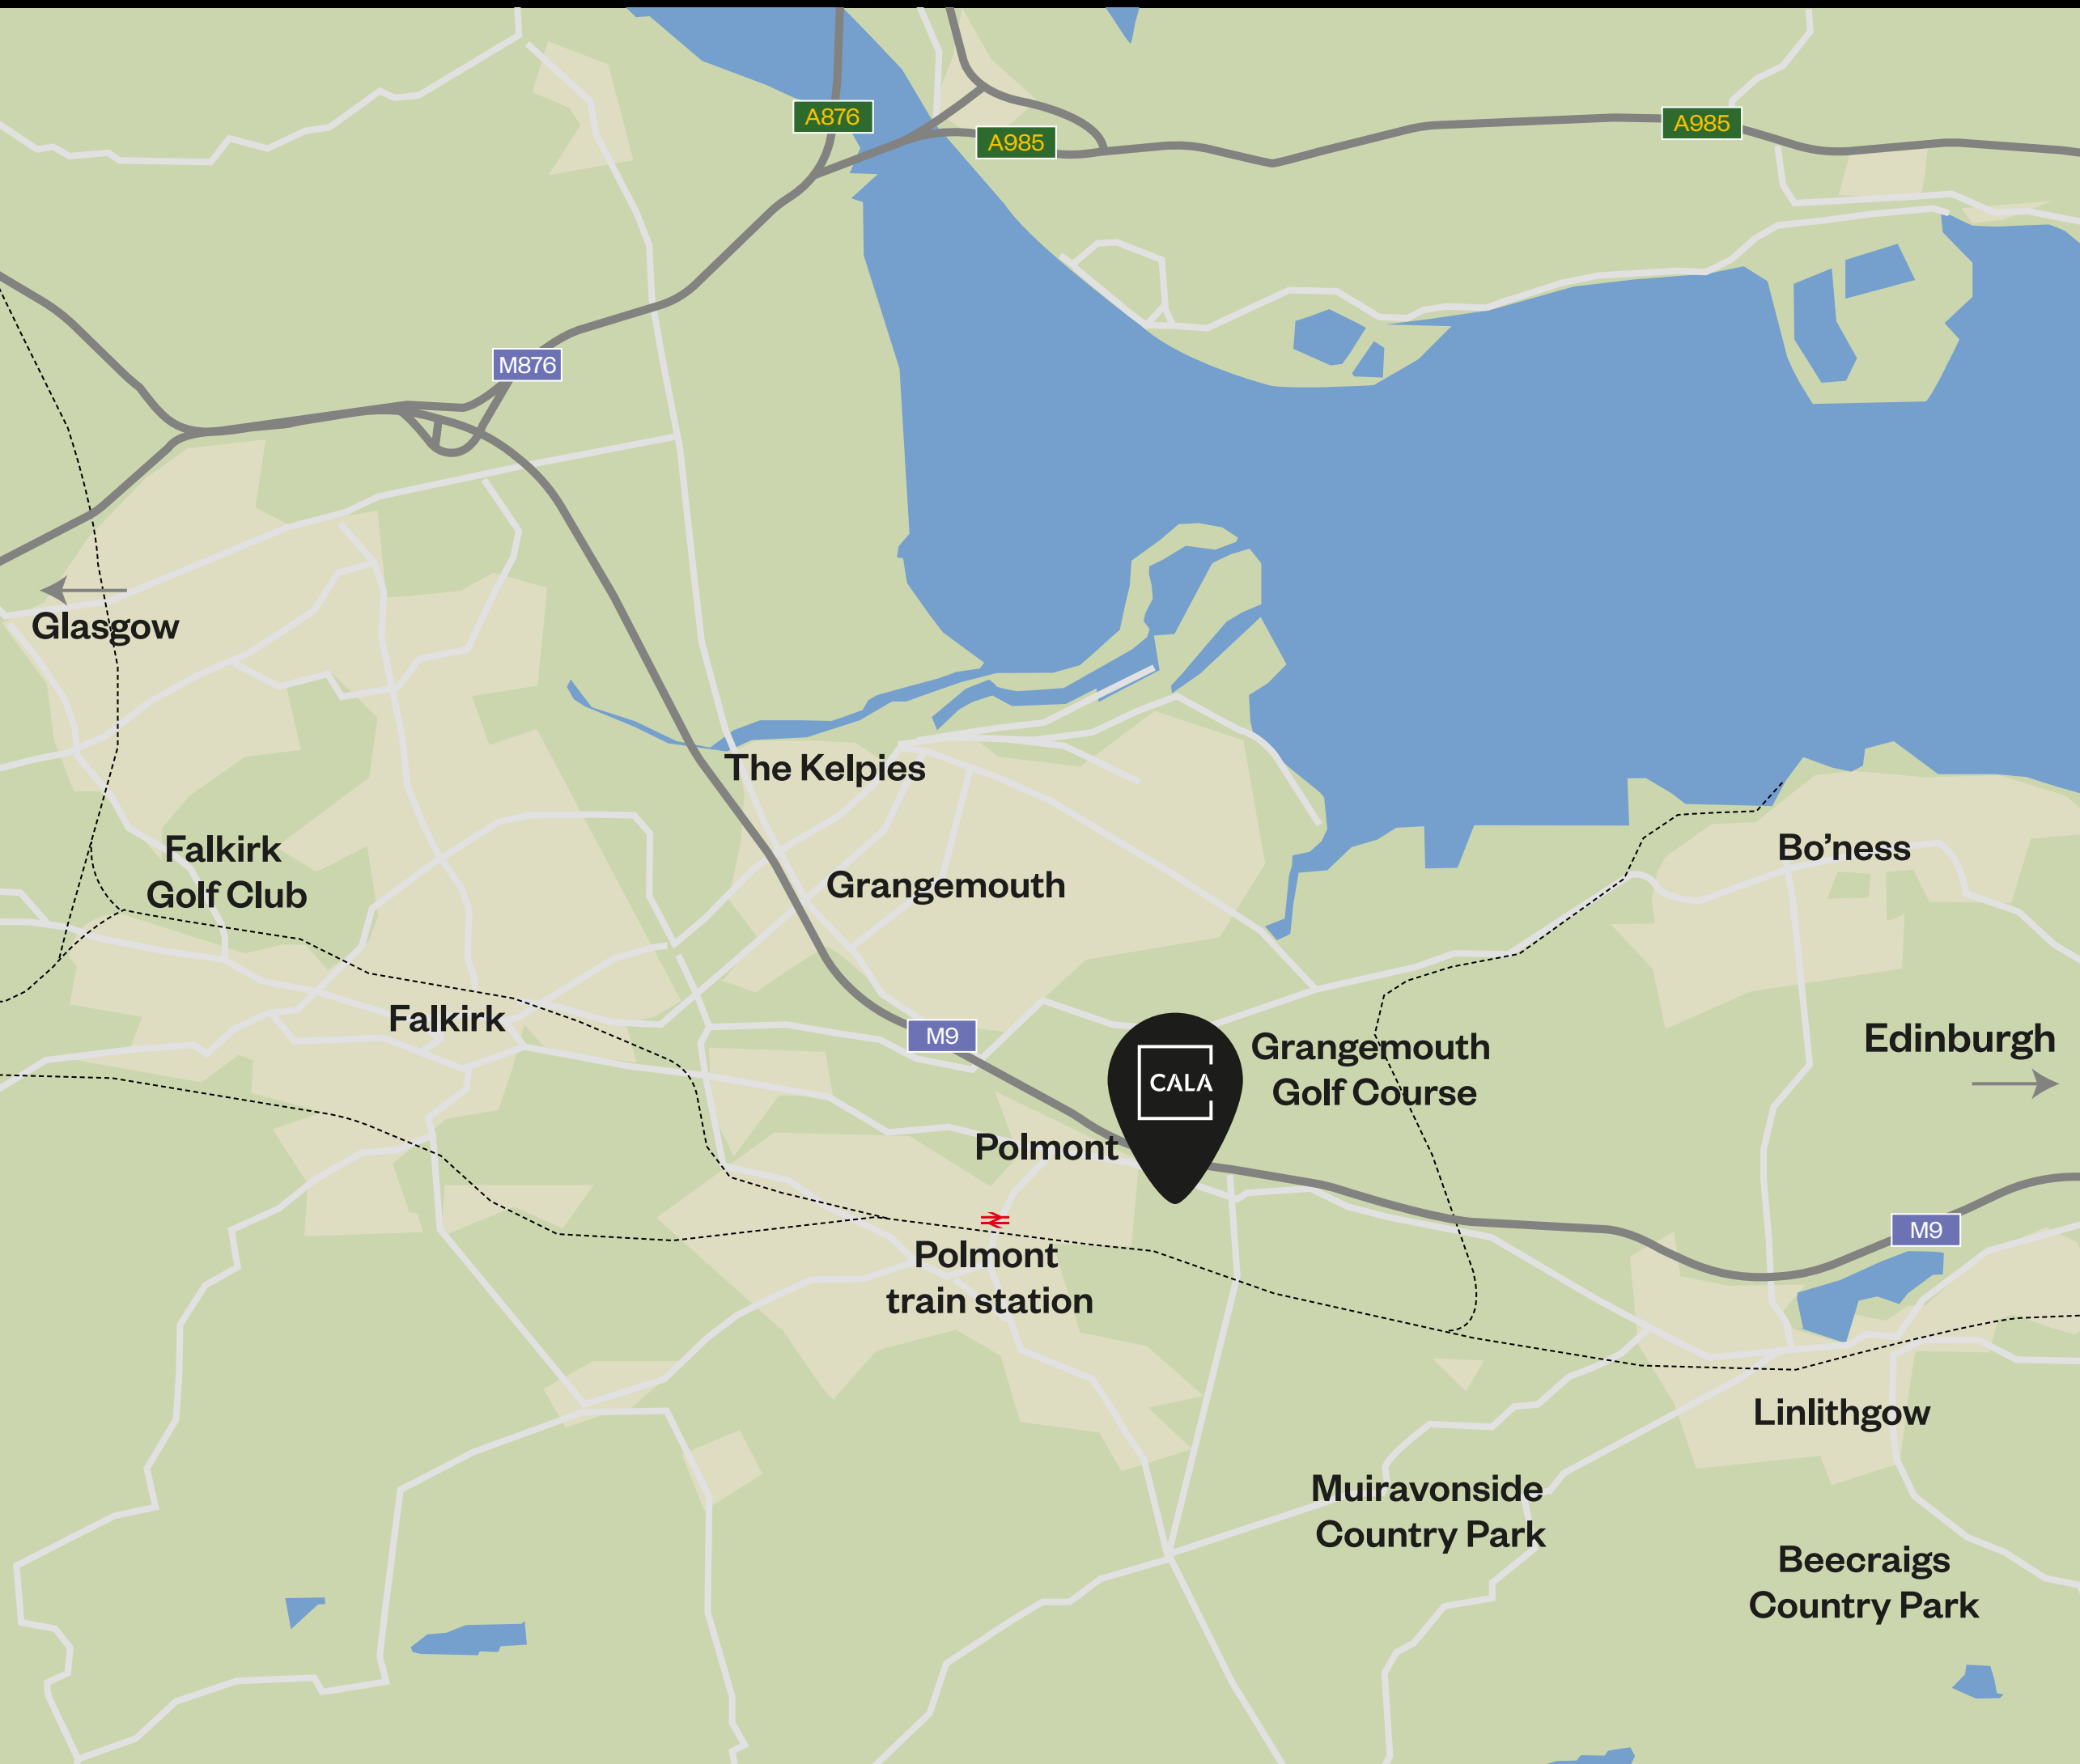 A876
A985
A985
M876
Glasgow
The Kelpies
Falkirk
Golf Club
Grangemouth
Bo’ness
Falkirk
M9
Grangemouth
Golf Course
Edinburgh
CALA
Polmont
M9
Polmont
train station
Linlithgow
Muiravonside
Country Park
Beecraigs
Country Park